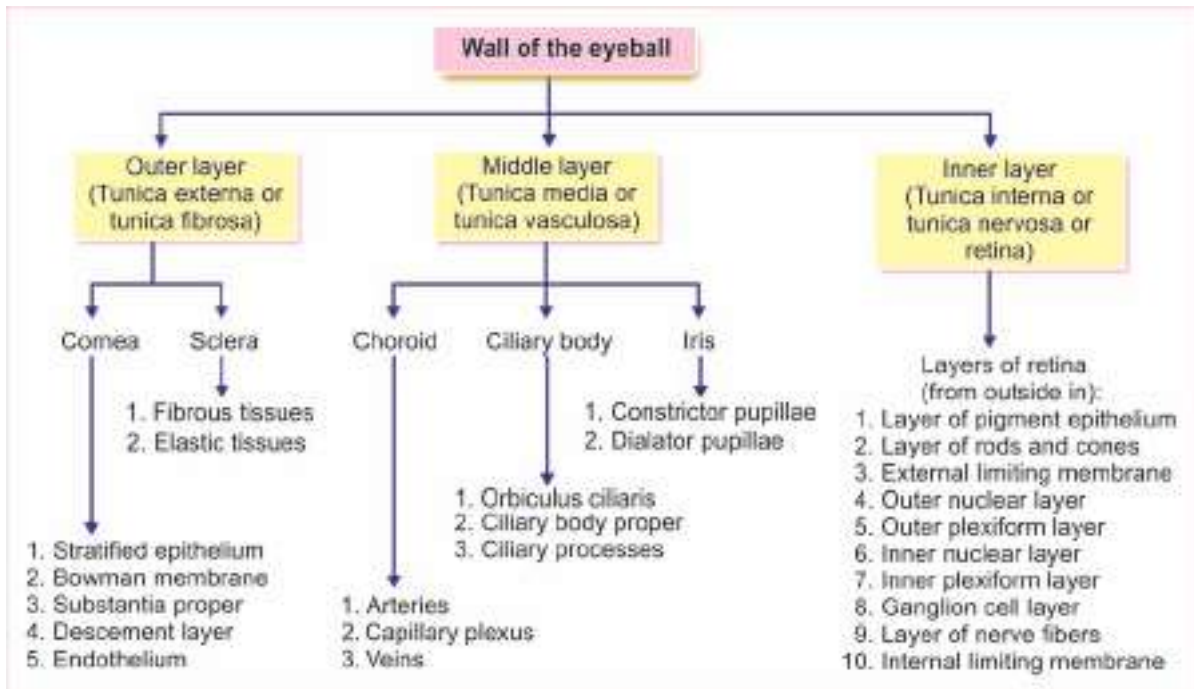 Wall of the eyeball
Outer layer
(Tunica externa or
tunica fibrosa)
Middle layer
(Tunica media or
tunica vasculosa)
Inner layer
(Tunica interna or
tunica nervosa or
retina)
Cornea
Sclera
Choroid
Ciliary body
Iris
1. Fibrous tissues
2. Elastic tissues
1. Constrictor pupillae
2. Dialator pupillae
1. Orbiculus ciliaris
2. Ciliary body proper
3. Ciliary processes
1. Stratified epithelium
2. Bowman membrane
3. Substantia proper
4. Descement layer
5. Endothelium
1. Arteries
2. Capillary plexus
3. Veins
Layers of retina
(from outside in):
1. Layer of pigment epithelium
2. Layer of rods and cones
3. External limiting membrane
4. Outer nuclear layer
5. Outer plexiform layer
6. Inner nuclear layer
7. Inner plexiform layer
8. Ganglion cell layer
9. Layer of nerve fibers
10. Internal limiting membrane